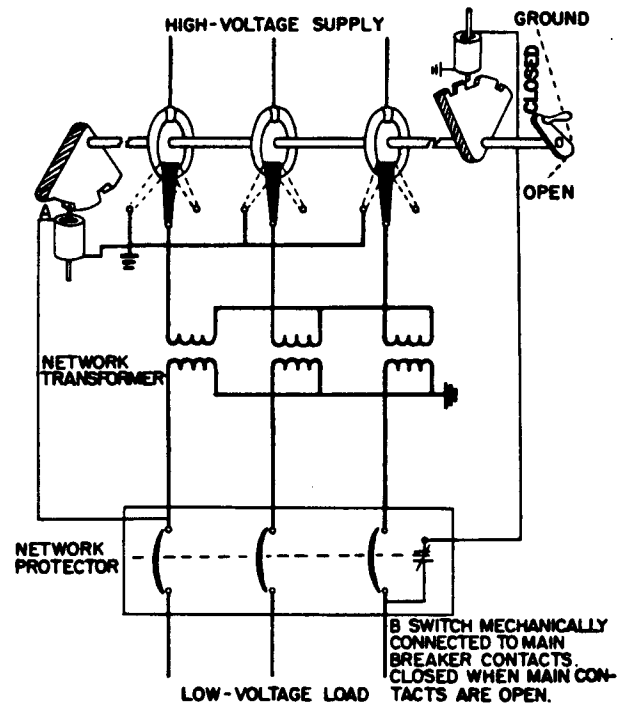 HIGH-VOLTAGE SUPPLY
GROUND
CLOSED
OPEN
A
NETWORK
TRANSFORMER
NETWORK
PROTECTOR
B SWITCH MECHANICALLY
CONNECTED TO MAIN
BREAKER CONTACTS.
CLOSED WHEN MAIN CON-
TACTS ARE OPEN.
LOW-VOLTAGE LOAD